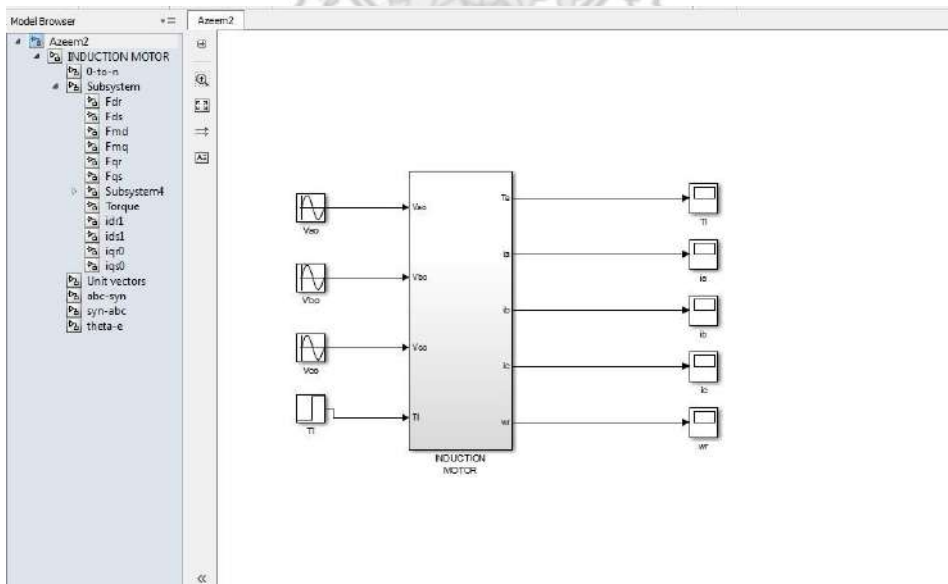 Model Browser
Azeem2
Azeem2
INDUCTION MOTOR
0-to-n
Subsystem
Fdr
Fds
Fmd
Fmq
Fqr
Fqs
Subsystem4
Torque
idr1
ids1
iqr0
iqs0
Unit vectors
abc-syn
syn-abc
theta-e
Vao
Vbo
Vco
Tl
Vao
Vbo
Vco
Tl
Te
ia
ib
ic
wr
INDUCTION
MOTOR
Tl
ia
ib
ic
wr